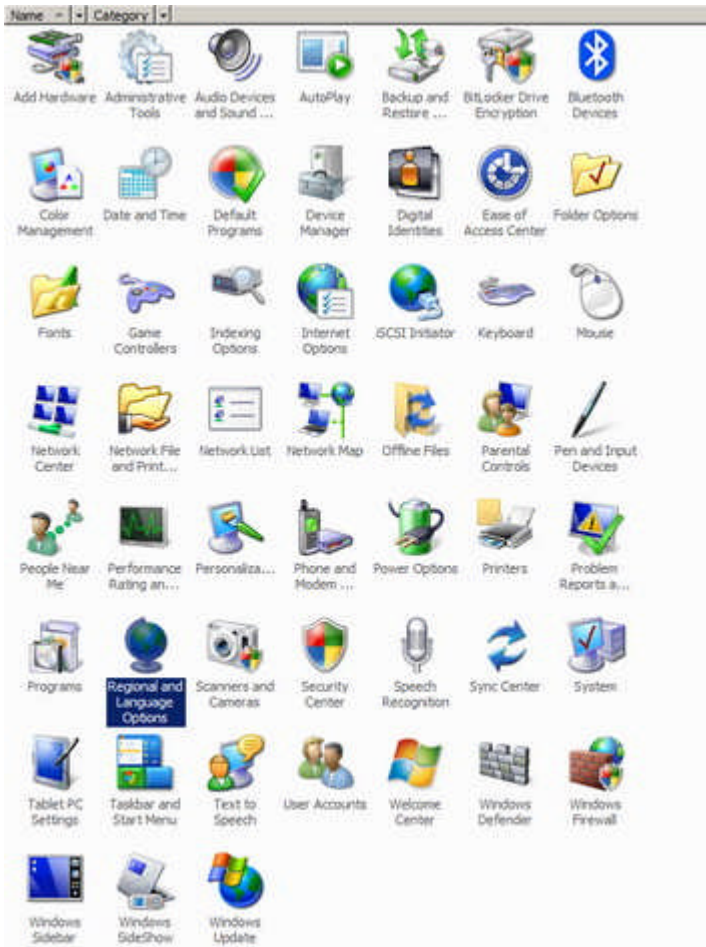 Name Category
Add Hardware Administrative Audio Devices AutoPlay Backup and BitLocker Drive Bluetooth
Tools and Sound ... Restore ... Encryption Devices
Color Date and Time Default Device Digital Ease of Folder Options
Management Programs Manager Identities Access Center
Fonts Game Indexing Internet iSCSI Initiator Keyboard Mouse
Controllers Options Options
Network Network File Network List Network Map Offline Files Parental Pen and Input
Center and Print... Controls Devices
People Near Performance Personaliza... Phone and Power Options Printers Problem
Me Rating an... Modem ... Reports a...
Programs Regional and Scanners and Security Speech Sync Center System
Language Cameras Center Recognition
Options
Tablet PC Taskbar and Text to User Accounts Welcome Windows Windows
Settings Start Menu Speech Center Defender Firewall
Windows Windows Windows
Sidebar SideShow Update